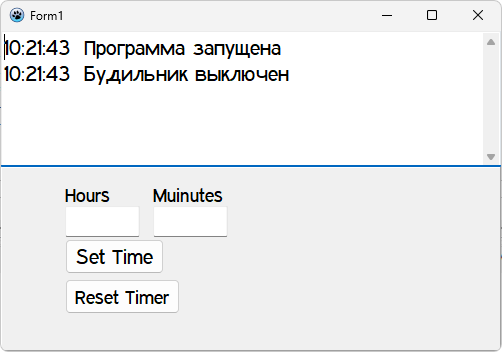 Form1
10:21:43 Программа запущена
10:21:43 Будильник выключен
Hours Muinutes
Set Time
Reset Timer